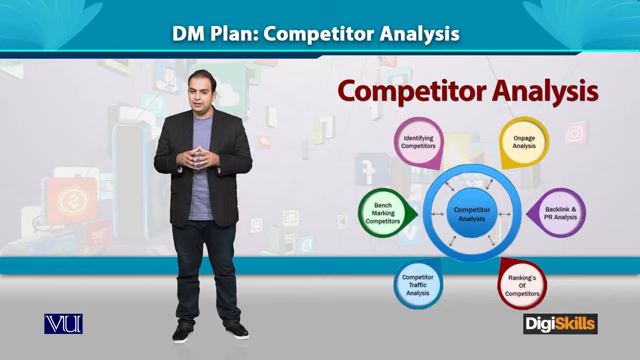 DM Plan: Competitor Analysis
Competitor Analysis
Identifying
Competitors
Onpage
Analysis
Bench
Marking
Competitors
Competitor
Analysis
Backlink &
PR Analysis
Competitor
Traffic
Analysis
Ranking's
Of
Competitors
VU
DigiSkills